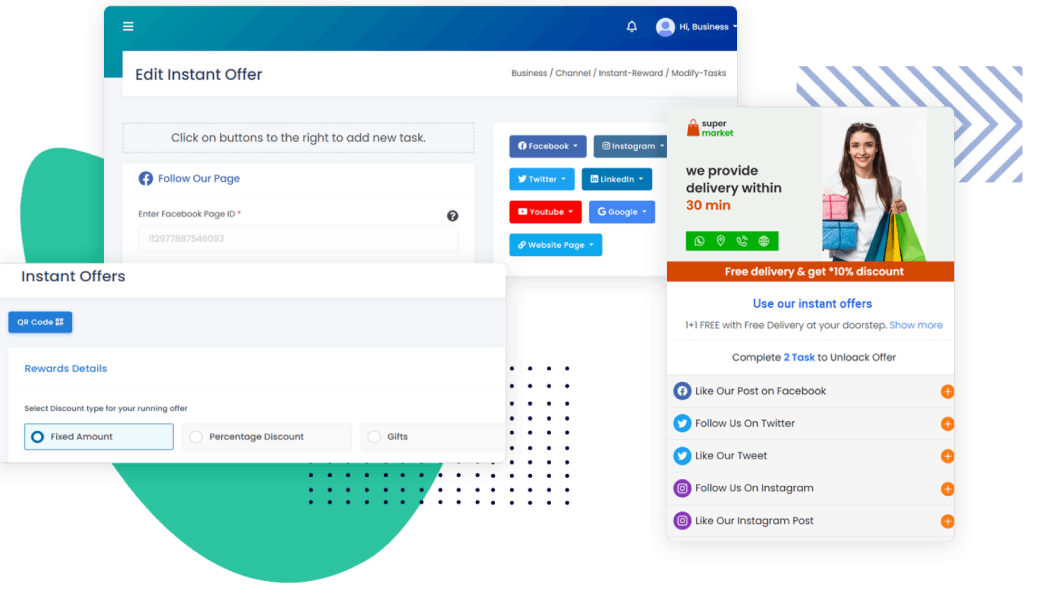 Hi, Business
Edit Instant Offer
Business / Channel / Instant-Reward / Modify-Tasks
Click on buttons to the right to add new task.
Follow Our Page
Enter Facebook Page ID *
112977887546093
Facebook
Instagram
Twitter
LinkedIn
Youtube
Google
Website Page
Instant Offers
QR Code
Rewards Details
Select Discount type for your running offer
Fixed Amount
Percentage Discount
Gifts
super
market
we provide
delivery within
30 min
Free delivery & get *10% discount
Use our instant offers
1+1 FREE with Free Delivery at your doorstep. Show more
Complete 2 Task to Unloack Offer
Like Our Post on Facebook
Follow Us On Twitter
Like Our Tweet
Follow Us On Instagram
Like Our Instagram Post